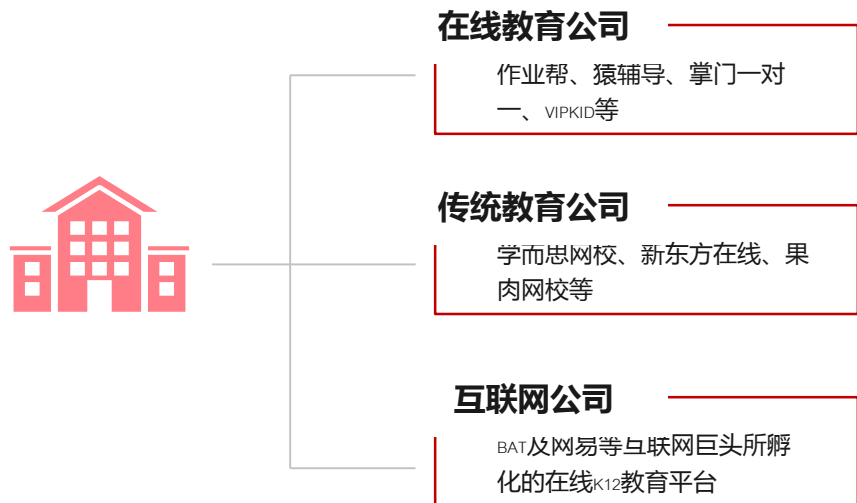 在线教育公司
作业帮、猿辅导、掌门一对
一、VIPKID等
传统教育公司
学而思网校、新东方在线、果
肉网校等
互联网公司
BAT及网易等互联网巨头所孵
化的在线K12教育平台